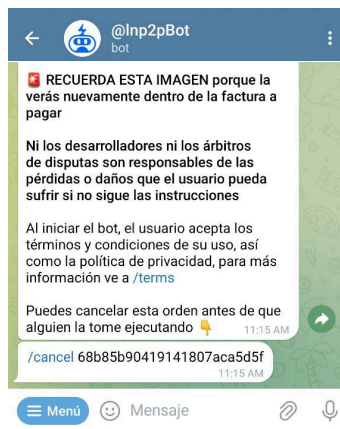 @lnp2pBot
bot
🚨 RECUERDA ESTA IMAGEN porque la
verás nuevamente dentro de la factura a
pagar
Ni los desarrolladores ni los árbitros
de disputas son responsables de las
pérdidas o daños que el usuario pueda
sufrir si no sigue las instrucciones
Al iniciar el bot, el usuario acepta los
términos y condiciones de su uso, así
como la política de privacidad, para más
información ve a /terms
Puedes cancelar esta orden antes de que
alguien la tome ejecutando 👇 11:15 AM
/cancel 68b85b90419141807aca5d5f
11:15 AM
Menú Mensaje